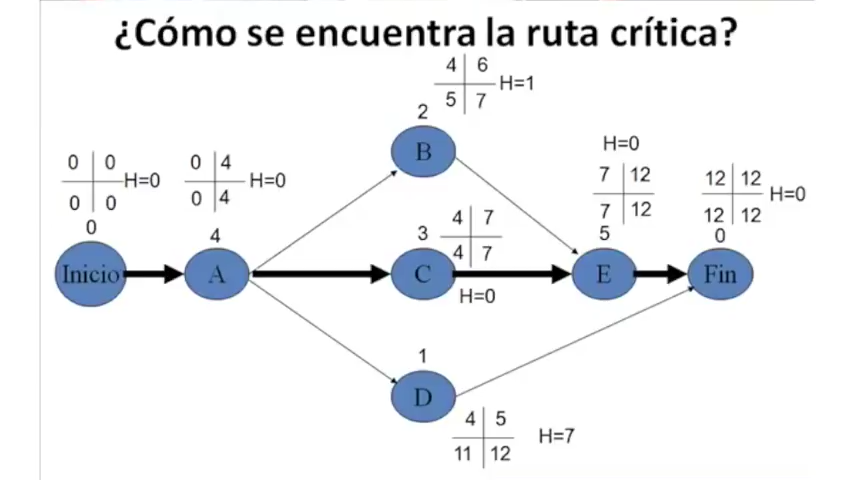 ¿Cómo se encuentra la ruta crítica?
4 6
5 7
H=1
2
B
0 0
0 0
H=0
0
Inicio
0 4
0 4
H=0
4
A
4 7
4 7
3
C
H=0
H=0
7 12
7 12
5
E
12 12
12 12
H=0
0
Fin
1
D
4 5
11 12
H=7